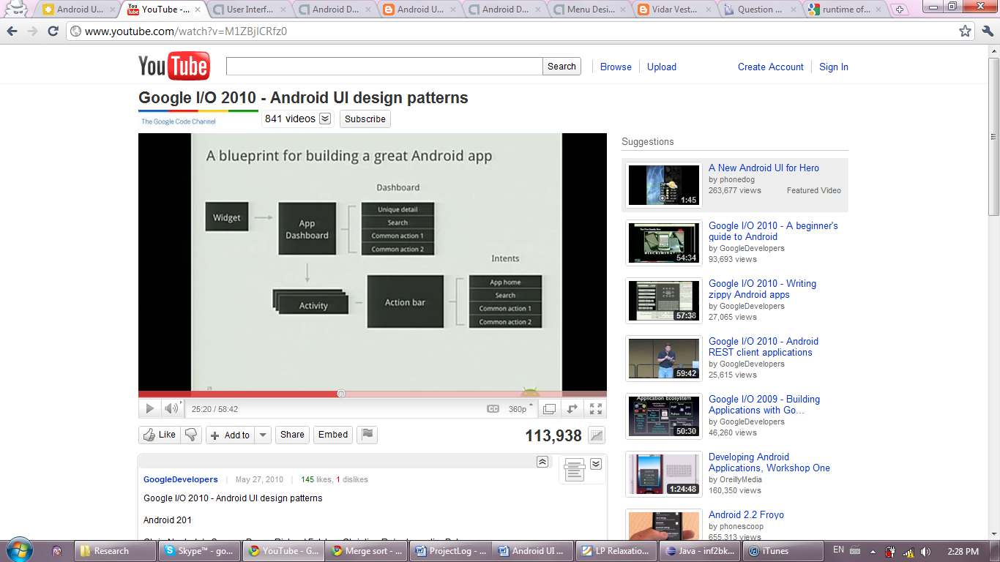 Android U...
YouTube -...
User Interf...
Android D...
Android U...
Android D...
Menu Desi...
Vidar Vest...
Question ...
runtime of...
www.youtube.com/watch?v=M1ZBjlCRfz0
YouTube
Search
Browse
Upload
Create Account
Sign In
Google I/O 2010 - Android UI design patterns
The Google Code Channel
841 videos
Subscribe
A blueprint for building a great Android app
Dashboard
Widget
App
Dashboard
Unique detail
Search
Common action 1
Common action 2
Intents
Activity
Action bar
App home
Search
Common action 1
Common action 2
25:20 / 58:42
CC
360p
Like
Add to
Share
Embed
113,938
GoogleDevelopers | May 27, 2010 | 145 likes, 1 dislikes
Google I/O 2010 - Android UI design patterns
Android 201
Suggestions
A New Android UI for Hero
by phonedog
263,677 views Featured Video
1:45
Google I/O 2010 - A beginner's
guide to Android
by GoogleDevelopers
93,693 views
54:34
Google I/O 2010 - Writing
zippy Android apps
by GoogleDevelopers
27,065 views
57:38
Google I/O 2010 - Android
REST client applications
by GoogleDevelopers
25,615 views
59:42
Google I/O 2009 - Building
Applications with Go...
by GoogleDevelopers
46,260 views
Application Ecosystem
50:30
Developing Android
Applications, Workshop One
by OreillyMedia
160,350 views
1:24:48
Android 2.2 Froyo
by phonescoop
655,313 views
Research
Skype™ - go...
YouTube - G...
Merge sort - ...
ProjectLog - ...
Android UI ...
LP Relaxatio...
Java - inf2bk...
iTunes
EN
2:28 PM